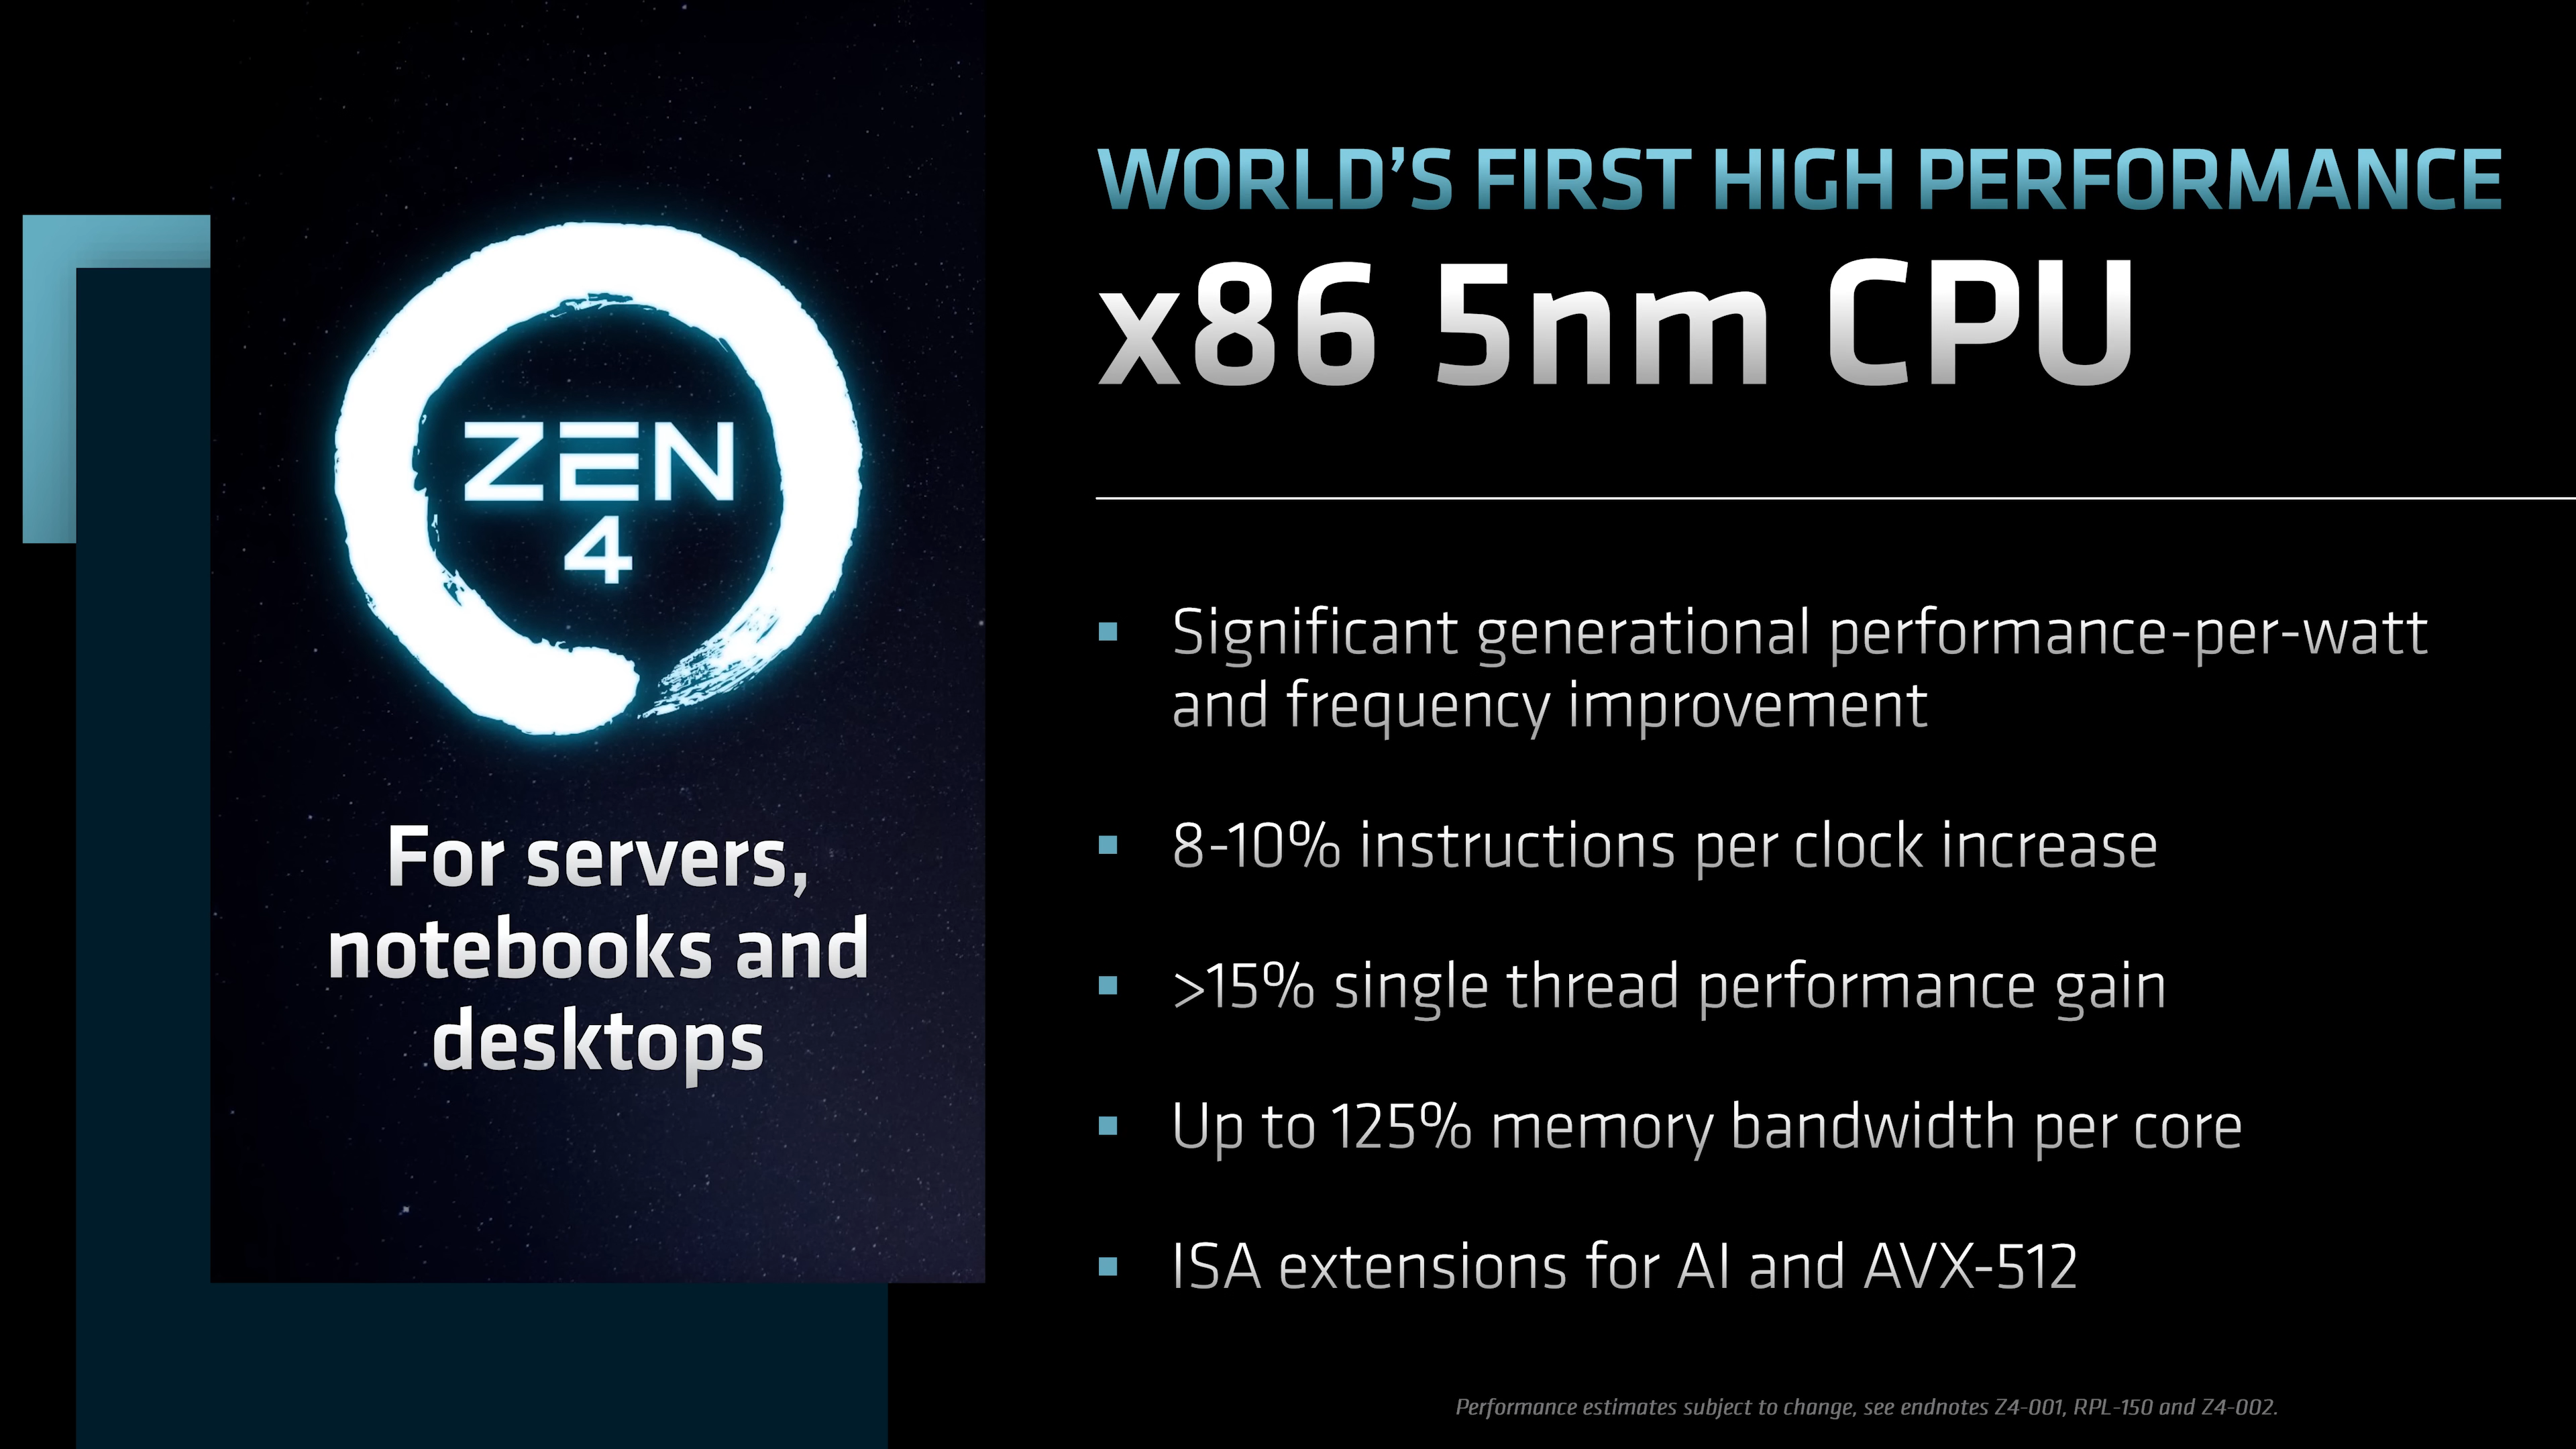 ZEN
4
For servers,
notebooks and
desktops
WORLD'S FIRST HIGH PERFORMANCE
x86 5nm CPU
Significant generational performance-per-watt
and frequency improvement
8-10% instructions per clock increase
>15% single thread performance gain
Up to 125% memory bandwidth per core
ISA extensions for AI and AVX-512
Performance estimates subject to change, see endnotes Z4-001, RPL-150 and Z4-002.